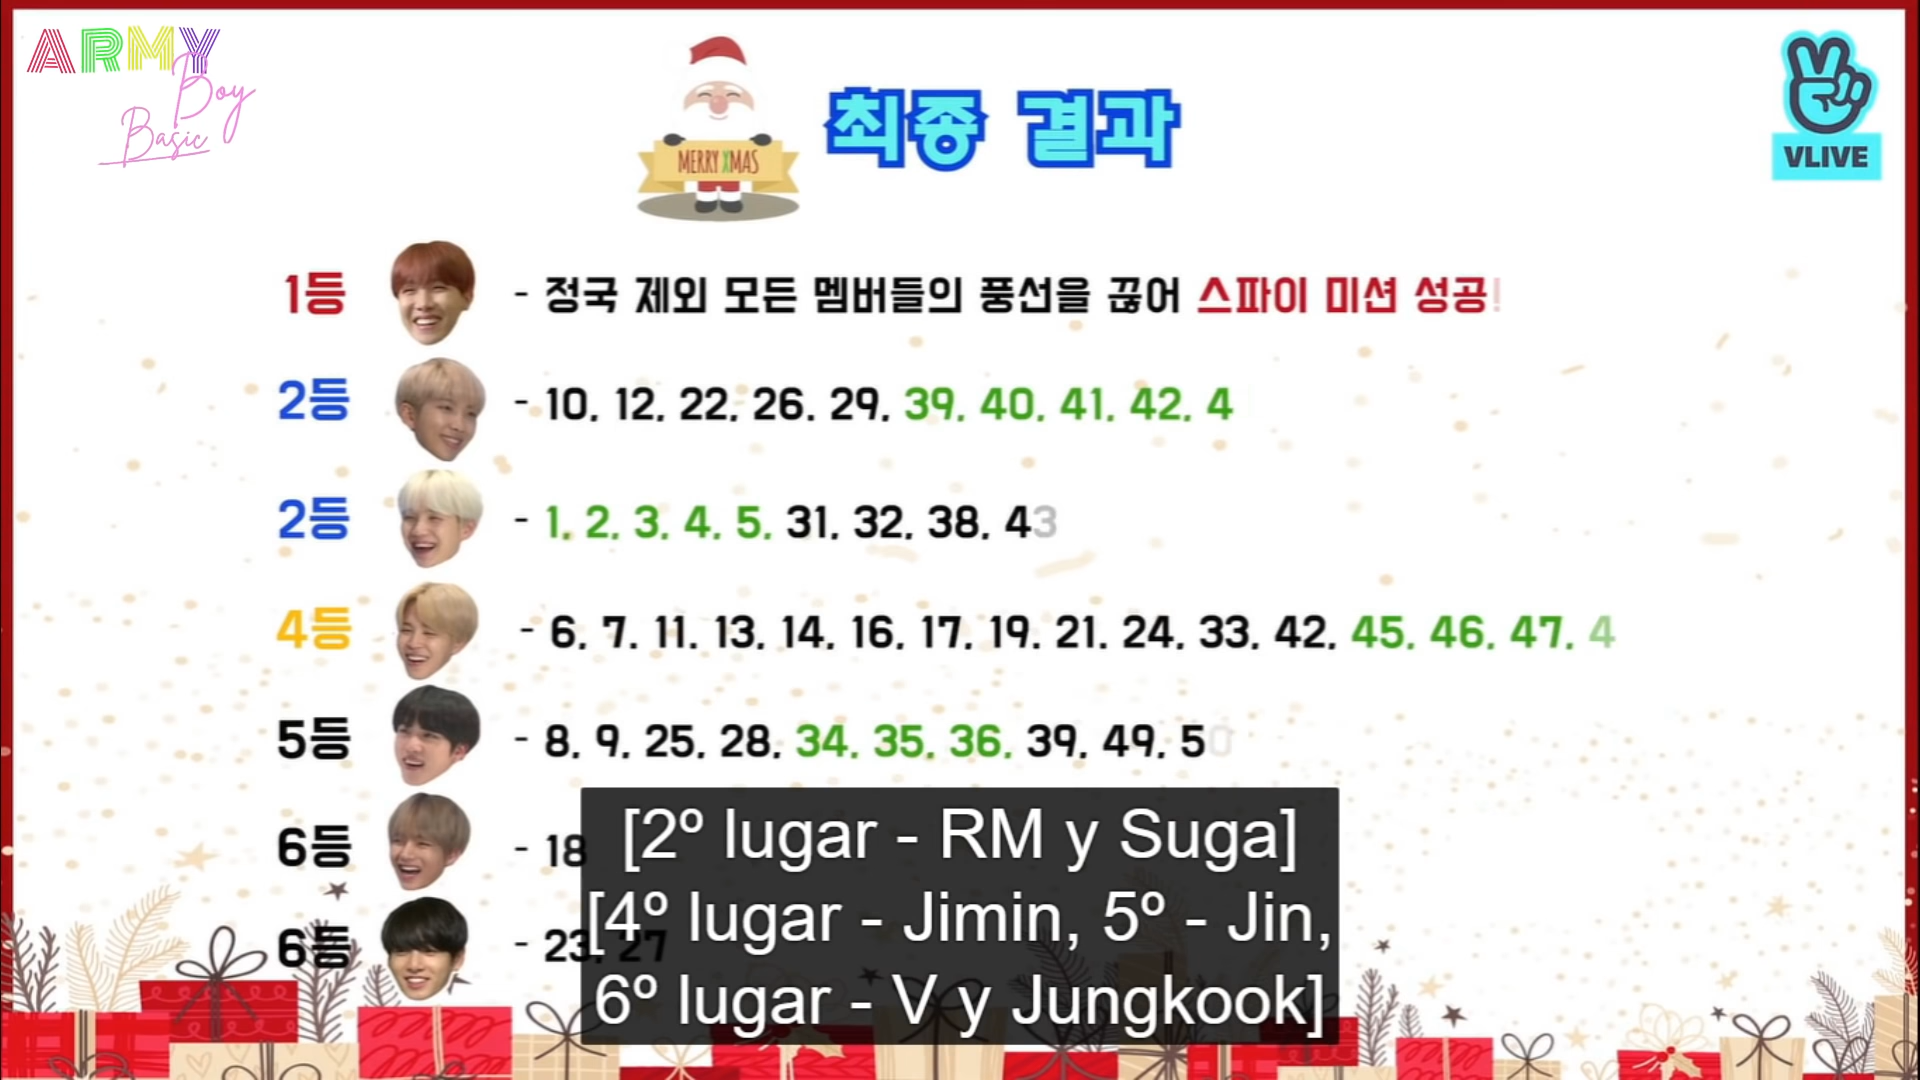 ARMY
Boy
Basic
MERRY XMAS
최종 결과
VLIVE
1등 - 정국 제외 모든 멤버들의 풍선을 끊어 스파이 미션 성공!
2등 - 10, 12, 22, 26. 29, 39, 40, 41, 42, 4
2등 - 1, 2, 3, 4, 5, 31, 32, 38, 43
4등 - 6, 7. 11. 13, 14, 16, 17, 19. 21. 24, 33, 42, 45, 46, 47, 4
5등 - 8, 9, 25, 28, 34, 35, 36, 39, 49, 50
6등 - 18
6등 - 23, 27
[2º lugar - RM y Suga]
[4º lugar - Jimin, 5º - Jin,
6º lugar - V y Jungkook]